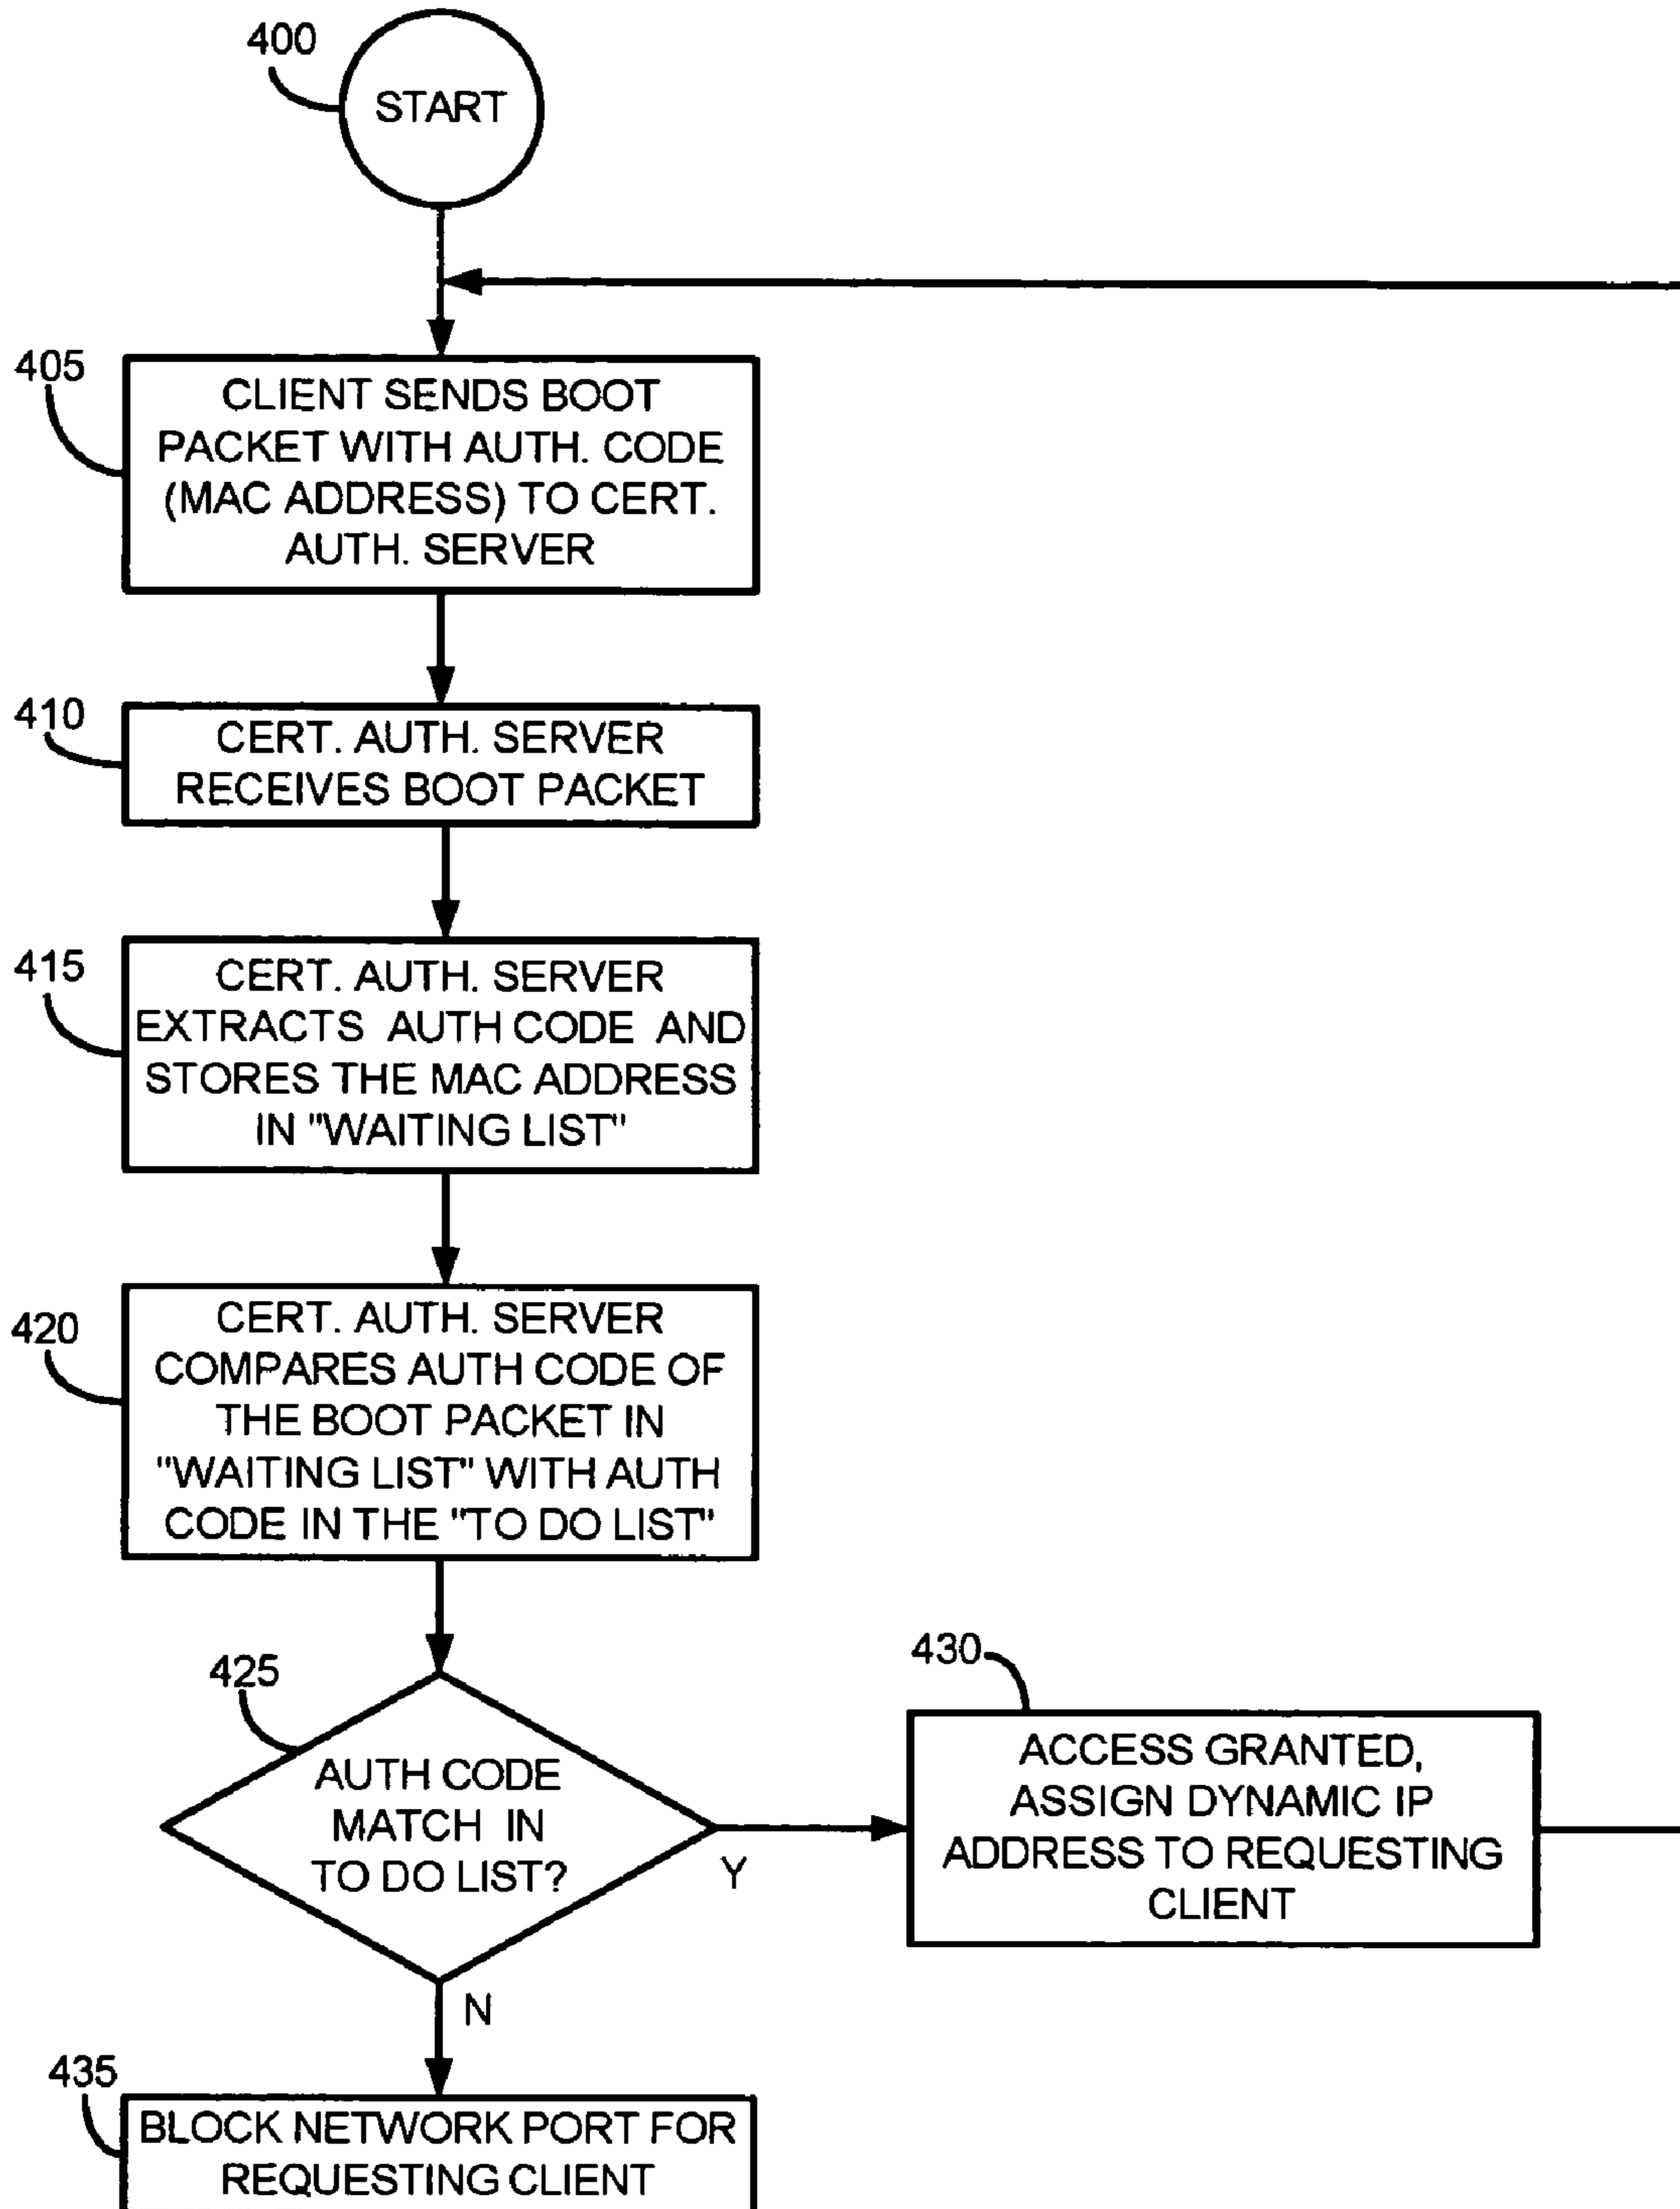 400
START
405
CLIENT SENDS BOOT
PACKET WITH AUTH. CODE
(MAC ADDRESS) TO CERT.
AUTH. SERVER
410
CERT. AUTH. SERVER
RECEIVES BOOT PACKET
415
CERT. AUTH. SERVER
EXTRACTS AUTH CODE AND
STORES THE MAC ADDRESS
IN "WAITING LIST"
420
CERT. AUTH. SERVER
COMPARES AUTH CODE OF
THE BOOT PACKET IN
"WAITING LIST" WITH AUTH
CODE IN THE "TO DO LIST"
425
AUTH CODE
MATCH IN
TO DO LIST?
Y
N
430
ACCESS GRANTED,
ASSIGN DYNAMIC IP
ADDRESS TO REQUESTING
CLIENT
435
BLOCK NETWORK PORT FOR
REQUESTING CLIENT